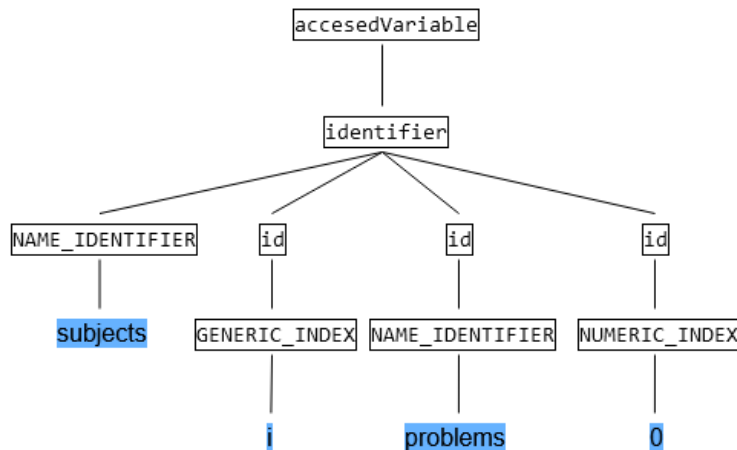 accesedVariable
identifier
NAME_IDENTIFIER id id id
subjects GENERIC_INDEX NAME_IDENTIFIER NUMERIC_INDEX
i problems 0